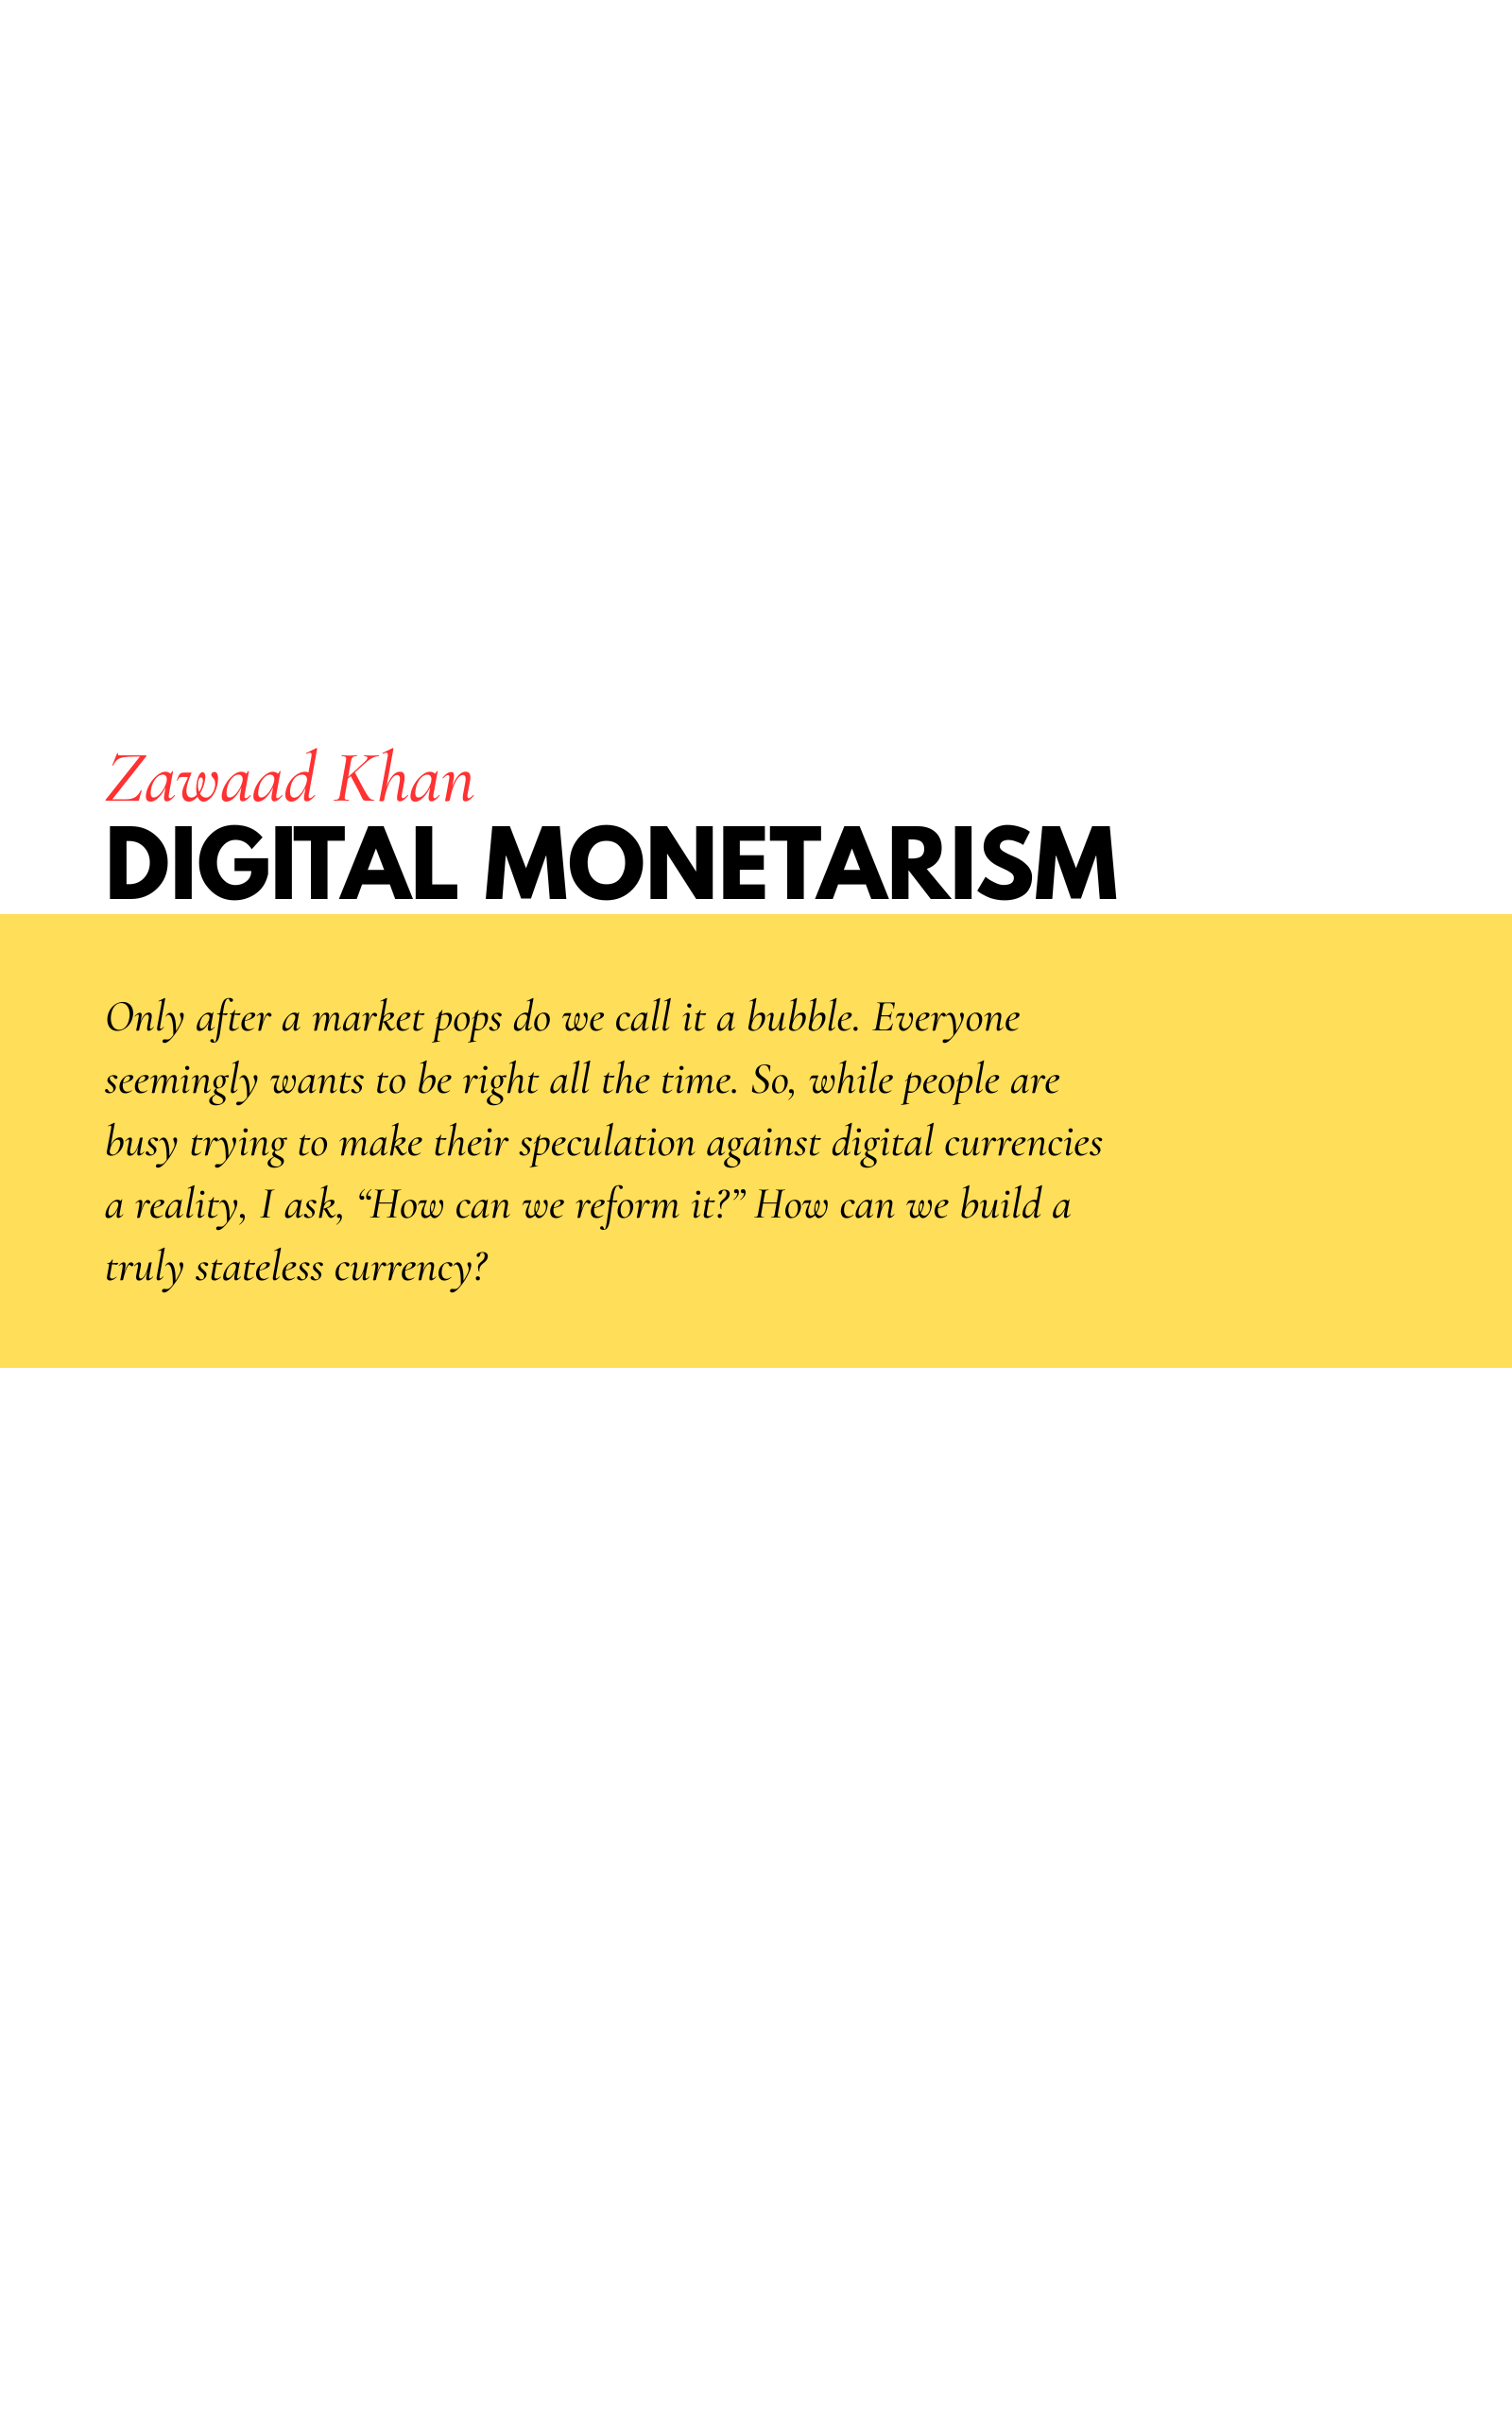 Zawaad Khan
DIGITAL MONETARISM
Only after a market pops do we call it a bubble. Everyone
seemingly wants to be right all the time. So, while people are
busy trying to make their speculation against digital currencies
a reality, I ask, “How can we reform it?” How can we build a
truly stateless currency?